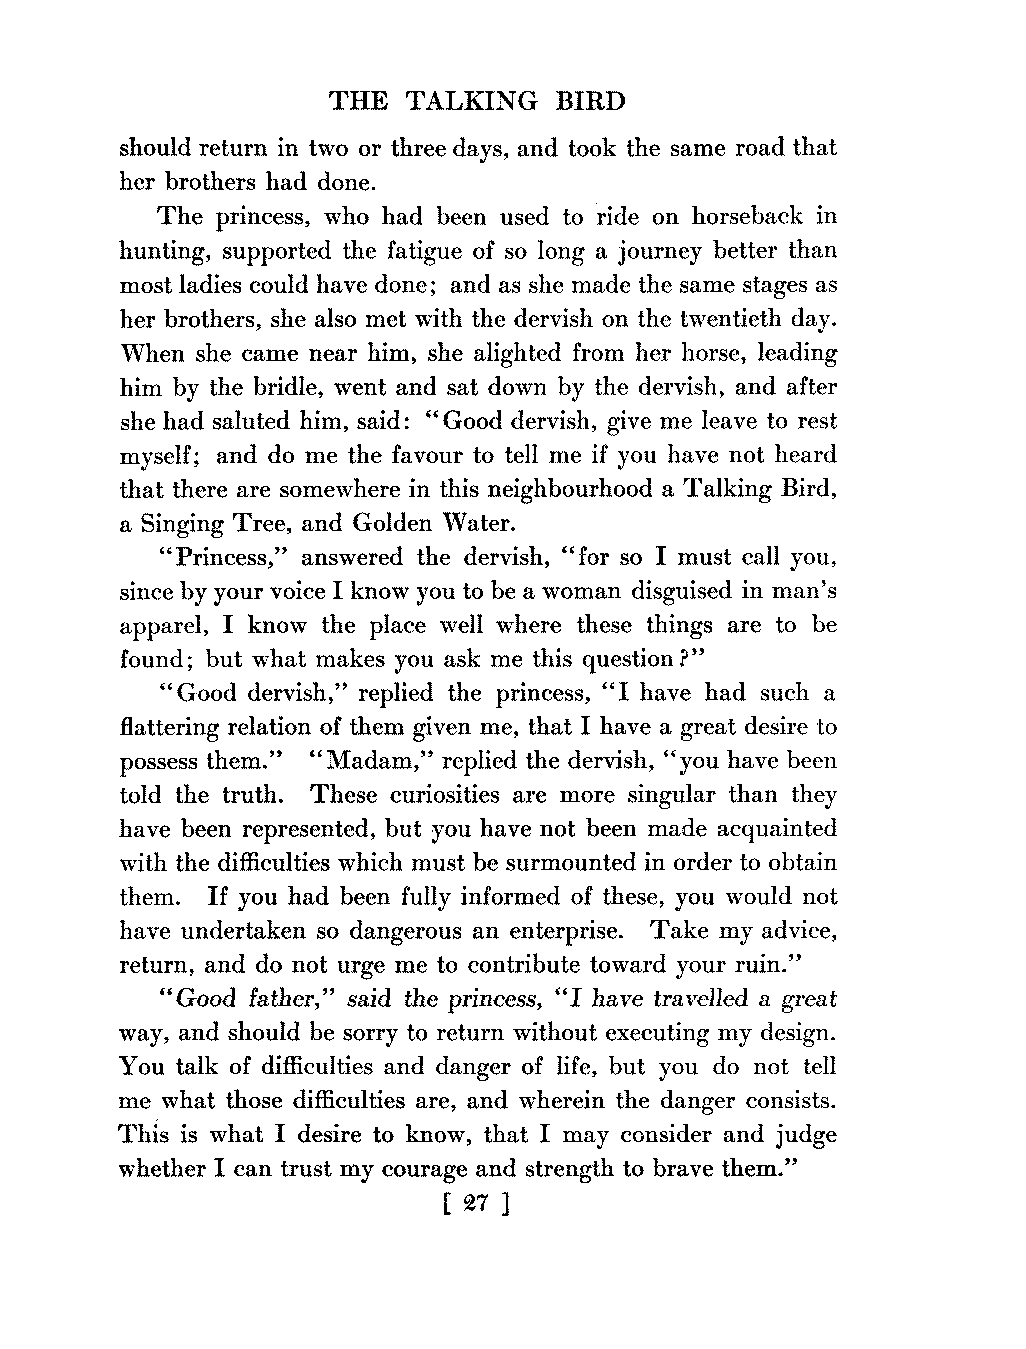 THE TALKING BIRD
should return in two or three days, and took the same road that
her brothers had done.
The princess, who had been used to ride on horseback in
hunting, supported the fatigue of so long a journey better than
most ladies could have done; and as she made the same stages as
her brothers, she also met with the dervish on the twentieth day.
When she came near him, she alighted from her horse, leading
him by the bridle, went and sat down by the dervish, and after
she had saluted him, said: “Good dervish, give me leave to rest
myself; and do me the favour to tell me if you have not heard
that there are somewhere in this neighbourhood a Talking Bird,
a Singing Tree, and Golden Water.
“Princess,” answered the dervish, “for so I must call you,
since by your voice I know you to be a woman disguised in man’s
apparel, I know the place well where these things are to be
found; but what makes you ask me this question?”
“Good dervish,” replied the princess, “I have had such a
flattering relation of them given me, that I have a great desire to
possess them.” “Madam,” replied the dervish, “you have been
told the truth. These curiosities are more singular than they
have been represented, but you have not been made acquainted
with the difficulties which must be surmounted in order to obtain
them. If you had been fully informed of these, you would not
have undertaken so dangerous an enterprise. Take my advice,
return, and do not urge me to contribute toward your ruin.”
“Good father,” said the princess, “I have travelled a great
way, and should be sorry to return without executing my design.
You talk of difficulties and danger of life, but you do not tell
me what those difficulties are, and wherein the danger consists.
This is what I desire to know, that I may consider and judge
whether I can trust my courage and strength to brave them.”
[ 27 ]